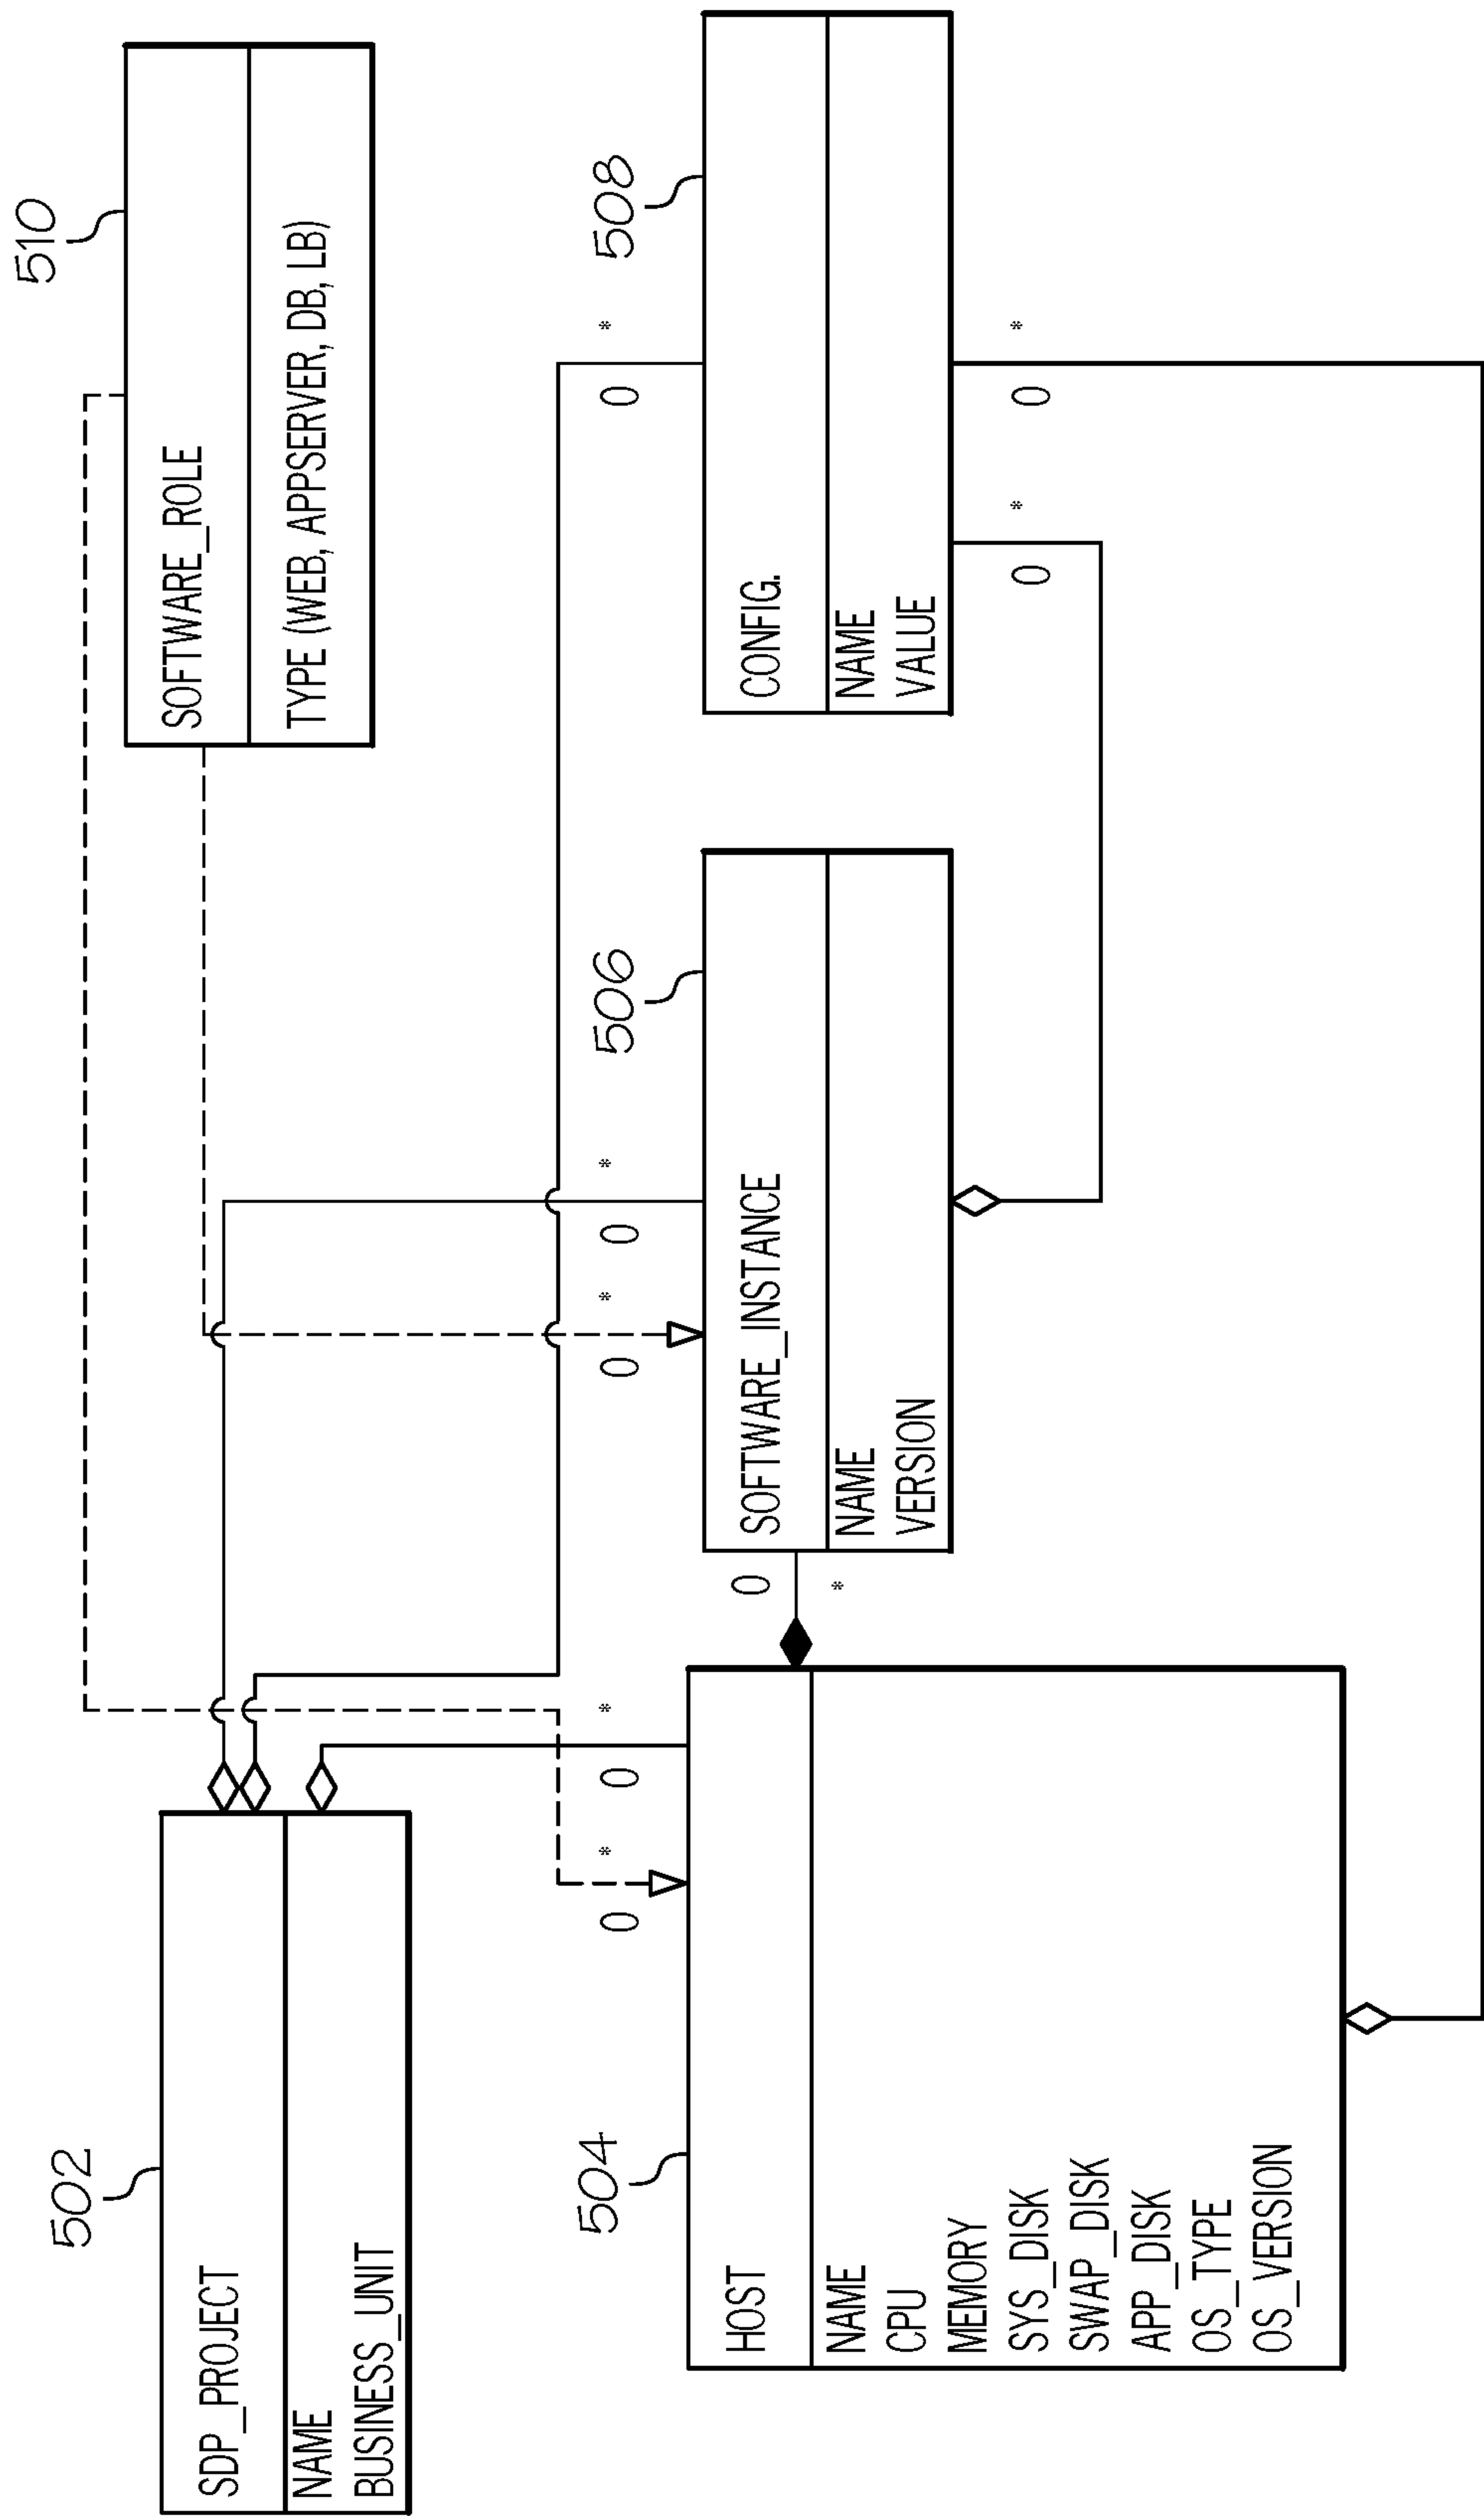 502
SDP_PROJECT
NAME
BUSINESS_UNIT
510
SOFTWARE_ROLE
TYPE (WEB, APPSERVER, DB, LB)
504
0 *
0 *
HOST
NAME
CPU
MEMORY
SYS_DISK
SWAP_DISK
APP_DISK
OS_TYPE
OS_VERSION
0
*
506
0 *
0 *
SOFTWARE_INSTANCE
NAME
VERSION
508
0 *
CONFIG.
NAME
VALUE
0 *
0 *